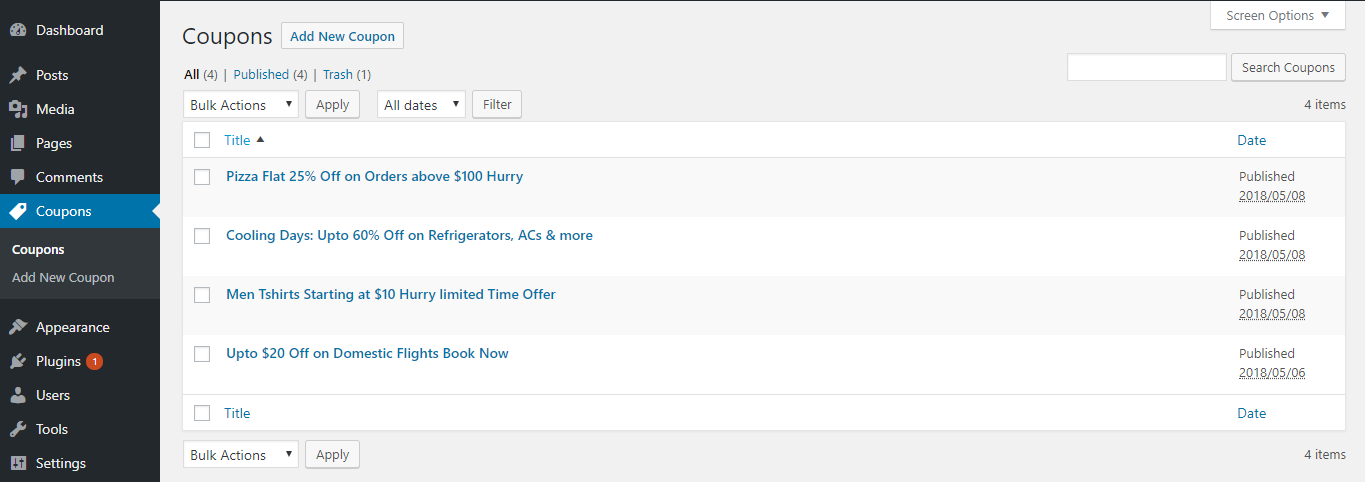 Dashboard
Posts
Media
Pages
Comments
Coupons
Coupons
Add New Coupon
Appearance
Plugins 1
Users
Tools
Settings
Screen Options
Coupons Add New Coupon
All (4) | Published (4) | Trash (1)
Search Coupons
Bulk Actions Apply All dates Filter 4 items
Title Date
Pizza Flat 25% Off on Orders above $100 Hurry Published
2018/05/08
Cooling Days: Upto 60% Off on Refrigerators, ACs & more Published
2018/05/08
Men Tshirts Starting at $10 Hurry limited Time Offer Published
2018/05/08
Upto $20 Off on Domestic Flights Book Now Published
2018/05/06
Title Date
Bulk Actions Apply 4 items